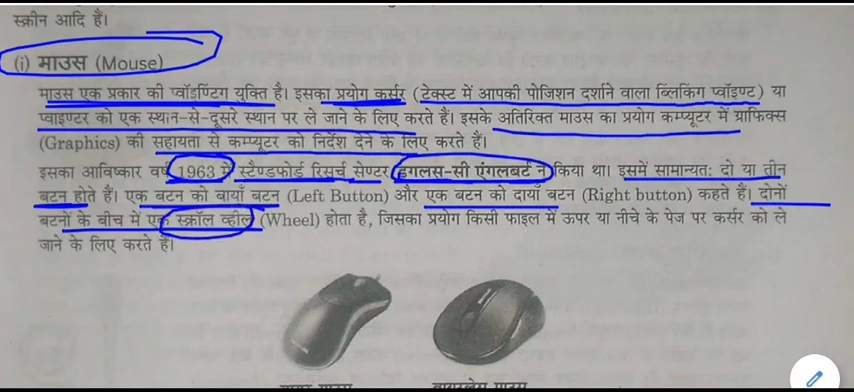 स्क्रीन आदि हैं।
(i) माउस (Mouse)
माउस एक प्रकार की प्वॉइण्टिग युक्ति है। इसका प्रयोग कर्सर (टेक्स्ट में आपकी पोजिशन दर्शाने वाला ब्लिंकिंग प्वॉइण्ट) या
प्वाइण्टर को एक स्थान-से-दूसरे स्थान पर ले जाने के लिए करते हैं। इसके अतिरिक्त माउस का प्रयोग कम्प्यूटर में ग्राफिक्स
(Graphics) की सहायता से कम्प्यूटर को निर्देश देने के लिए करते हैं।
इसका आविष्कार वर्ष 1963 में स्टैण्डफोर्ड रिसर्च सेण्टर डगलस-सी एंगलबर्ट ने किया था। इसमें सामान्यतः दो या तीन
बटन होते हैं। एक बटन को बायाँ बटन (Left Button) और एक बटन को दायाँ बटन (Right button) कहते हैं। दोनों
बटनों के बीच में एक स्क्रॉल व्हील (Wheel) होता है, जिसका प्रयोग किसी फाइल में ऊपर या नीचे के पेज पर कर्सर को ले
जाने के लिए करते हैं।